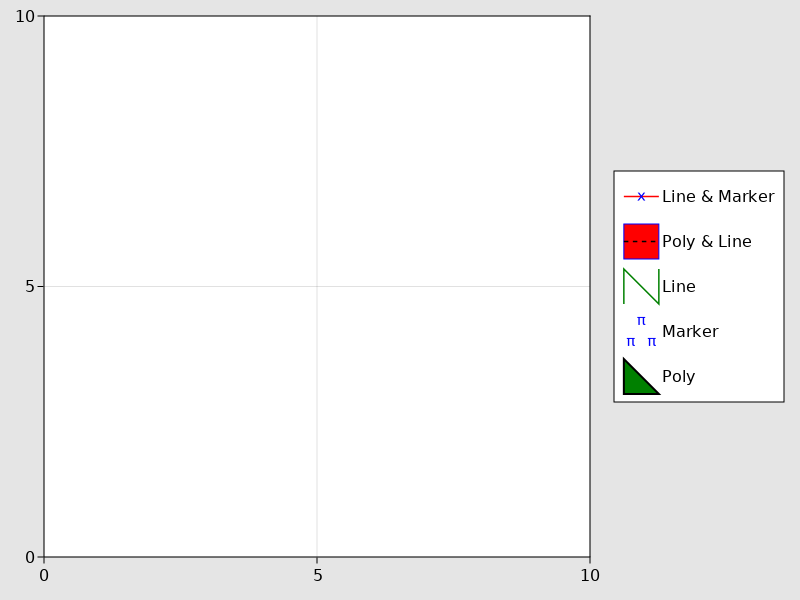 10
5
0
0 5 10
Line & Marker
Poly & Line
Line
π
π π Marker
Poly